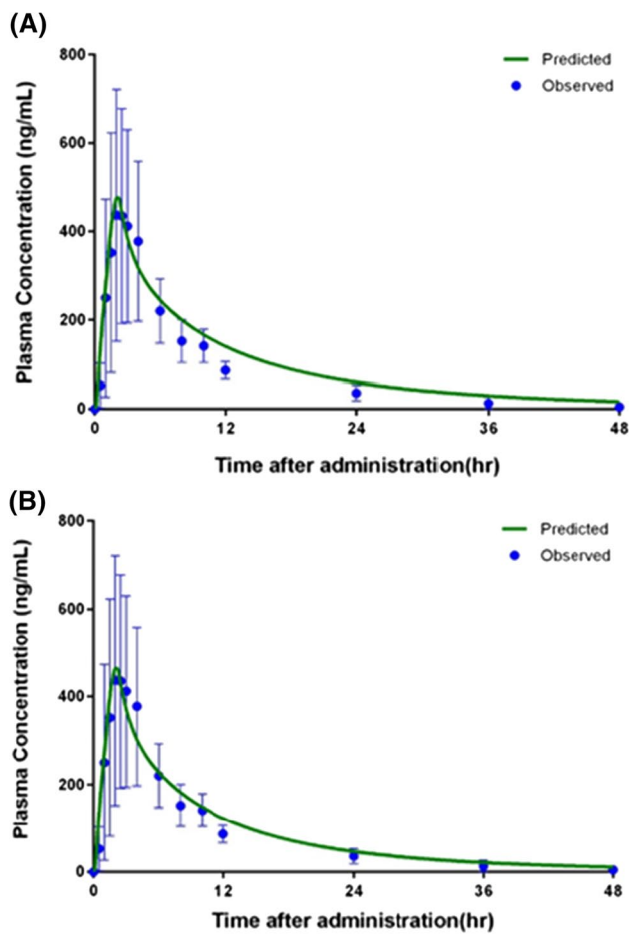 (A)
Predicted
Observed
Plasma Concentration (ng/mL)
800
600
400
200
0
0 12 24 36 48
Time after administration(hr)
(B)
Predicted
Observed
Plasma Concentration (ng/mL)
800
600
400
200
0
0 12 24 36 48
Time after administration(hr)